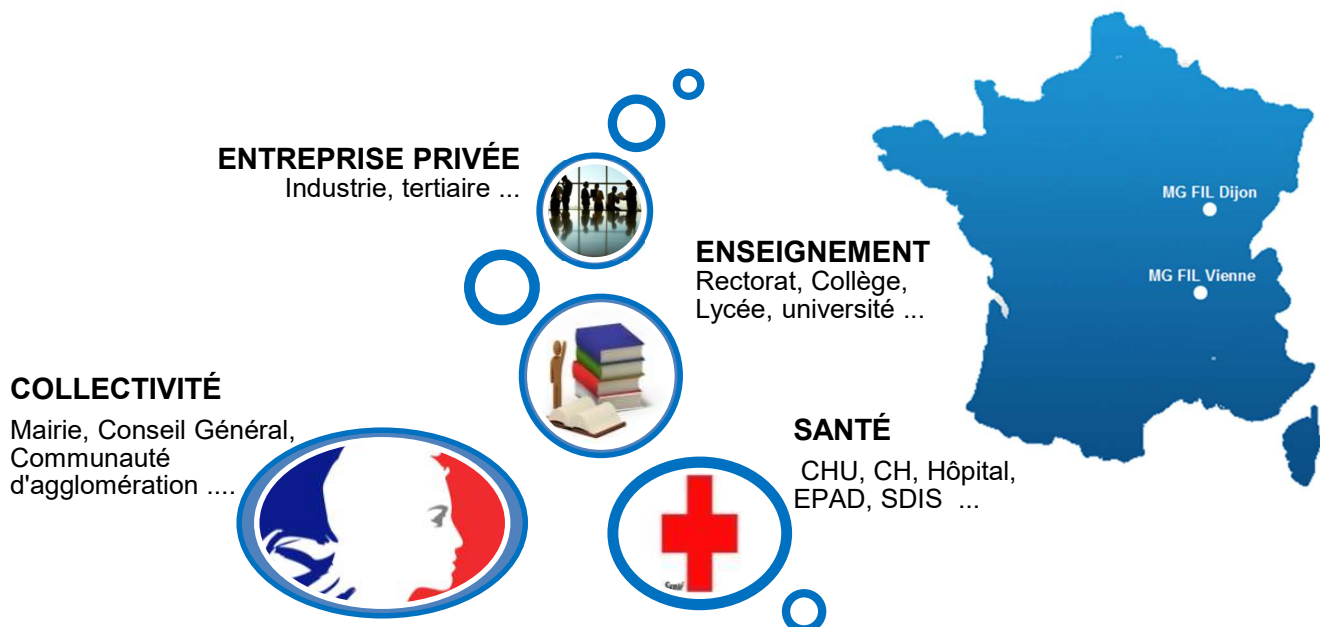 ENTREPRISE PRIVÉE
Industrie, tertiaire ...
ENSEIGNEMENT
Rectorat, Collège,
Lycée, université ...
COLLECTIVITÉ
Mairie, Conseil Général,
Communauté
d'agglomération ....
SANTÉ
CHU, CH, Hôpital,
EPAD, SDIS ...
MG FIL Dijon
MG FIL Vienne